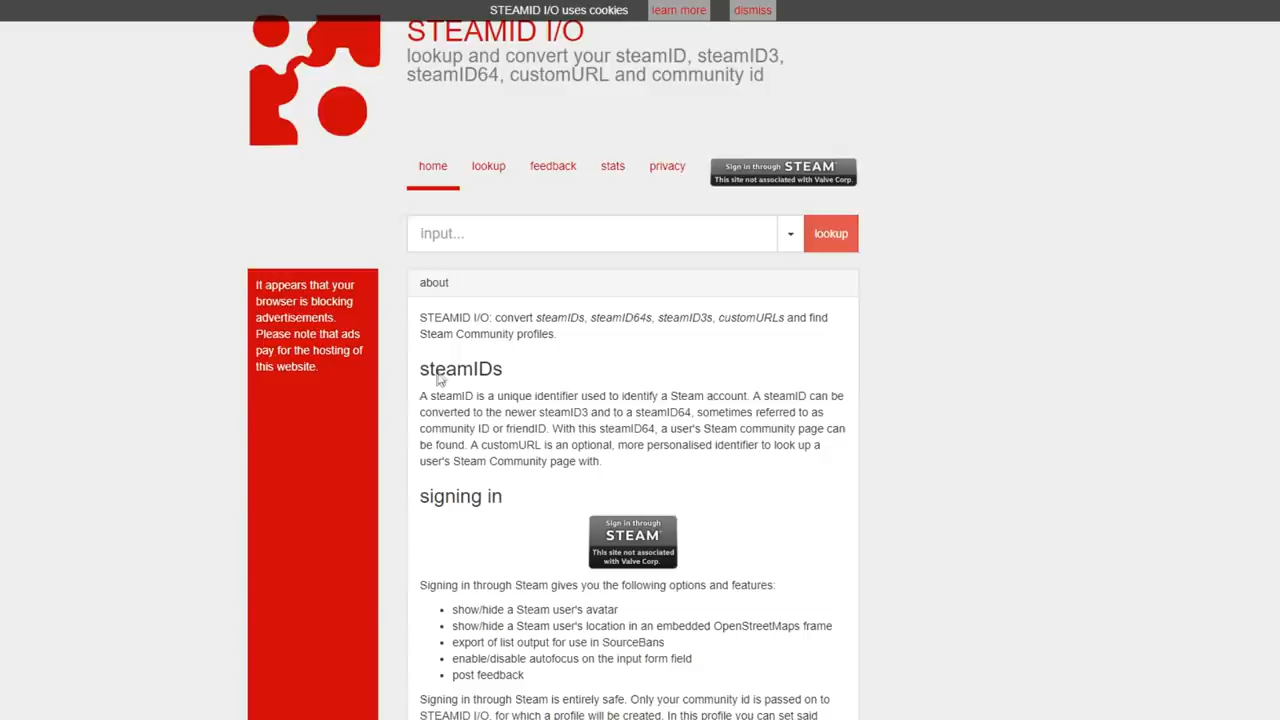 STEAMID I/O uses cookies learn more dismiss
STEAMID I/O
lookup and convert your steamID, steamID3,
steamID64, customURL and community id
home lookup feedback stats privacy
Sign in through STEAM
This site not associated with Valve Corp.
input... lookup
It appears that your
browser is blocking
advertisements.
Please note that ads
pay for the hosting of
this website.
about
STEAMID I/O: convert steamIDs, steamID64s, steamID3s, customURLs and find
Steam Community profiles.
steamIDs
A steamID is a unique identifier used to identify a Steam account. A steamID can be
converted to the newer steamID3 and to a steamID64, sometimes referred to as
community ID or friendID. With this steamID64, a user's Steam community page can
be found. A customURL is an optional, more personalised identifier to look up a
user's Steam Community page with.
signing in
Sign in through
STEAM
This site not associated
with Valve Corp.
Signing in through Steam gives you the following options and features:
• show/hide a Steam user's avatar
• show/hide a Steam user's location in an embedded OpenStreetMaps frame
• export of list output for use in SourceBans
• enable/disable autofocus on the input form field
• post feedback
Signing in through Steam is entirely safe. Only your community id is passed on to
STEAMID I/O, for which a profile will be created. In this profile you can set said